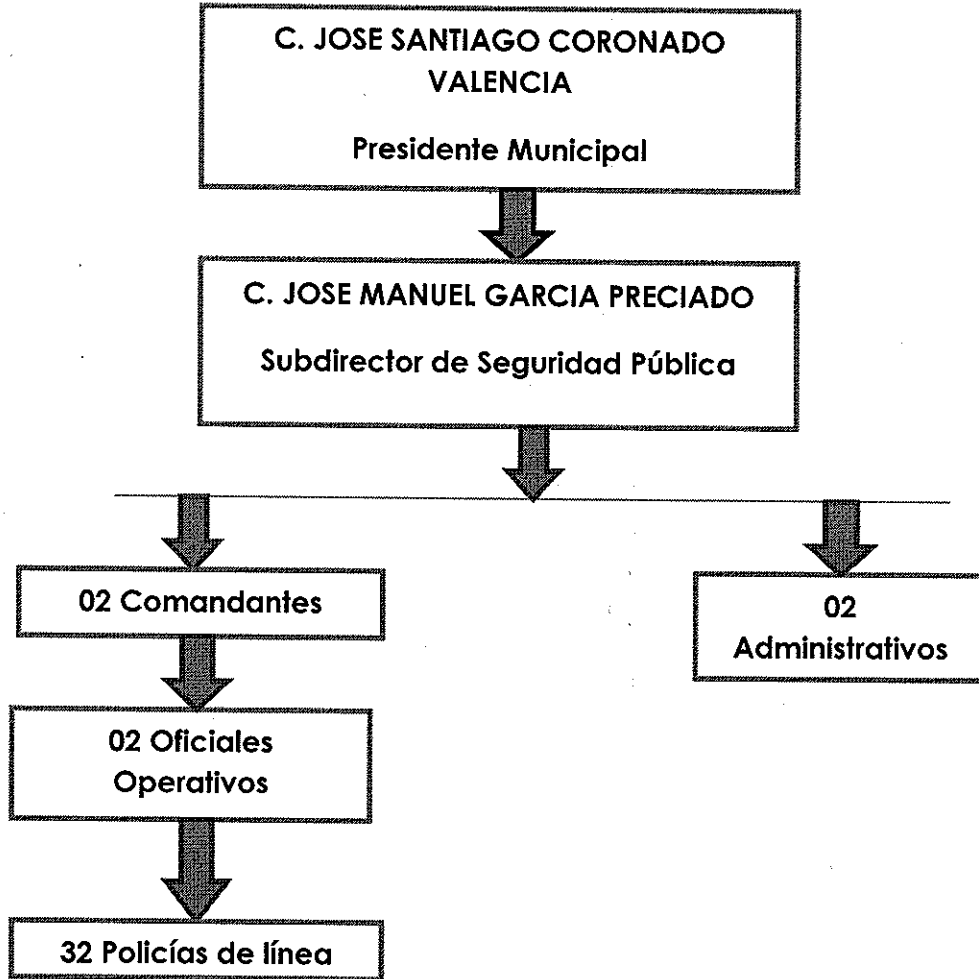 C. JOSE SANTIAGO CORONADO
VALENCIA
Presidente Municipal
C. JOSE MANUEL GARCIA PRECIADO
Subdirector de Seguridad Pública
02 Comandantes
02
Administrativos
02 Oficiales
Operativos
32 Policías de línea